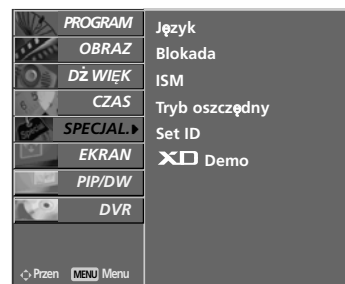 PROGRAM
OBRAZ
DŻWIĘK
CZAS
SPECJAL.
EKRAN
PIP/DW
DVR
Przen MENU Menu
Język
Blokada
ISM
Tryb oszczędny
Set ID
XD Demo